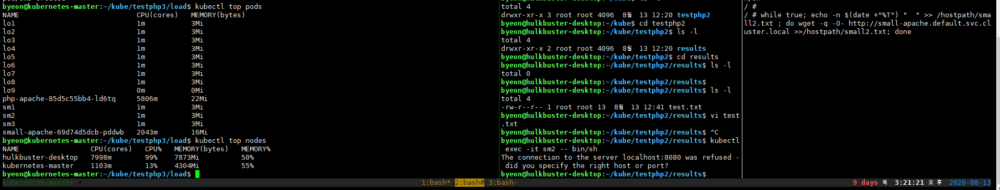 byeon@kubernetes-master:~/kube/testphp3/load$ kubectl top pods
NAME                            CPU(cores)   MEMORY(bytes)
lo1                             1m           3Mi
lo2                             1m           3Mi
lo3                             1m           3Mi
lo4                             1m           3Mi
lo5                             1m           3Mi
lo6                             1m           3Mi
lo7                             1m           3Mi
lo8                             1m           3Mi
lo9                             0m           0Mi
php-apache-85d5c55bb4-ld6tq     5806m        22Mi
sm1                             1m           3Mi
sm2                             1m           3Mi
sm3                             1m           3Mi
small-apache-69d74d5dcb-pddwb   2043m        16Mi
byeon@kubernetes-master:~/kube/testphp3/load$ kubectl top nodes
NAME                 CPU(cores)   CPU%   MEMORY(bytes)   MEMORY%
hulkbuster-desktop   7998m        99%    7873Mi          50%
kubernetes-master    1103m        13%    4304Mi          55%
byeon@kubernetes-master:~/kube/testphp3/load$
total 4
drwxr-xr-x 3 root root 4096  8월  13 12:20 testphp2
byeon@hulkbuster-desktop:~/kube$ cd testphp2
byeon@hulkbuster-desktop:~/kube/testphp2$ ls -l
total 4
drwxr-xr-x 2 root root 4096  8월  13 12:20 results
byeon@hulkbuster-desktop:~/kube/testphp2$ cd results
byeon@hulkbuster-desktop:~/kube/testphp2/results$ ls -l
total 0
byeon@hulkbuster-desktop:~/kube/testphp2/results$
byeon@hulkbuster-desktop:~/kube/testphp2/results$ ls -l
total 4
-rw-r--r-- 1 root root 13  8월  13 12:41 test.txt
byeon@hulkbuster-desktop:~/kube/testphp2/results$ vi test
.txt
byeon@hulkbuster-desktop:~/kube/testphp2/results$ ^C
byeon@hulkbuster-desktop:~/kube/testphp2/results$ kubectl
 exec -it sm2 -- bin/sh
The connection to the server localhost:8080 was refused -
 did you specify the right host or port?
byeon@hulkbuster-desktop:~/kube/testphp2/results$
/ #
/ # while true; echo -n $(date +"%T") "  " >> /hostpath/sma
ll2.txt ; do wget -q -O- http://small-apache.default.svc.cl
uster.local >>/hostpath/small2.txt; done
kubernetes-master • 1:bash* 2:bash# 3:bash- 9 days 목 3:21:21 오후 2020-08-13